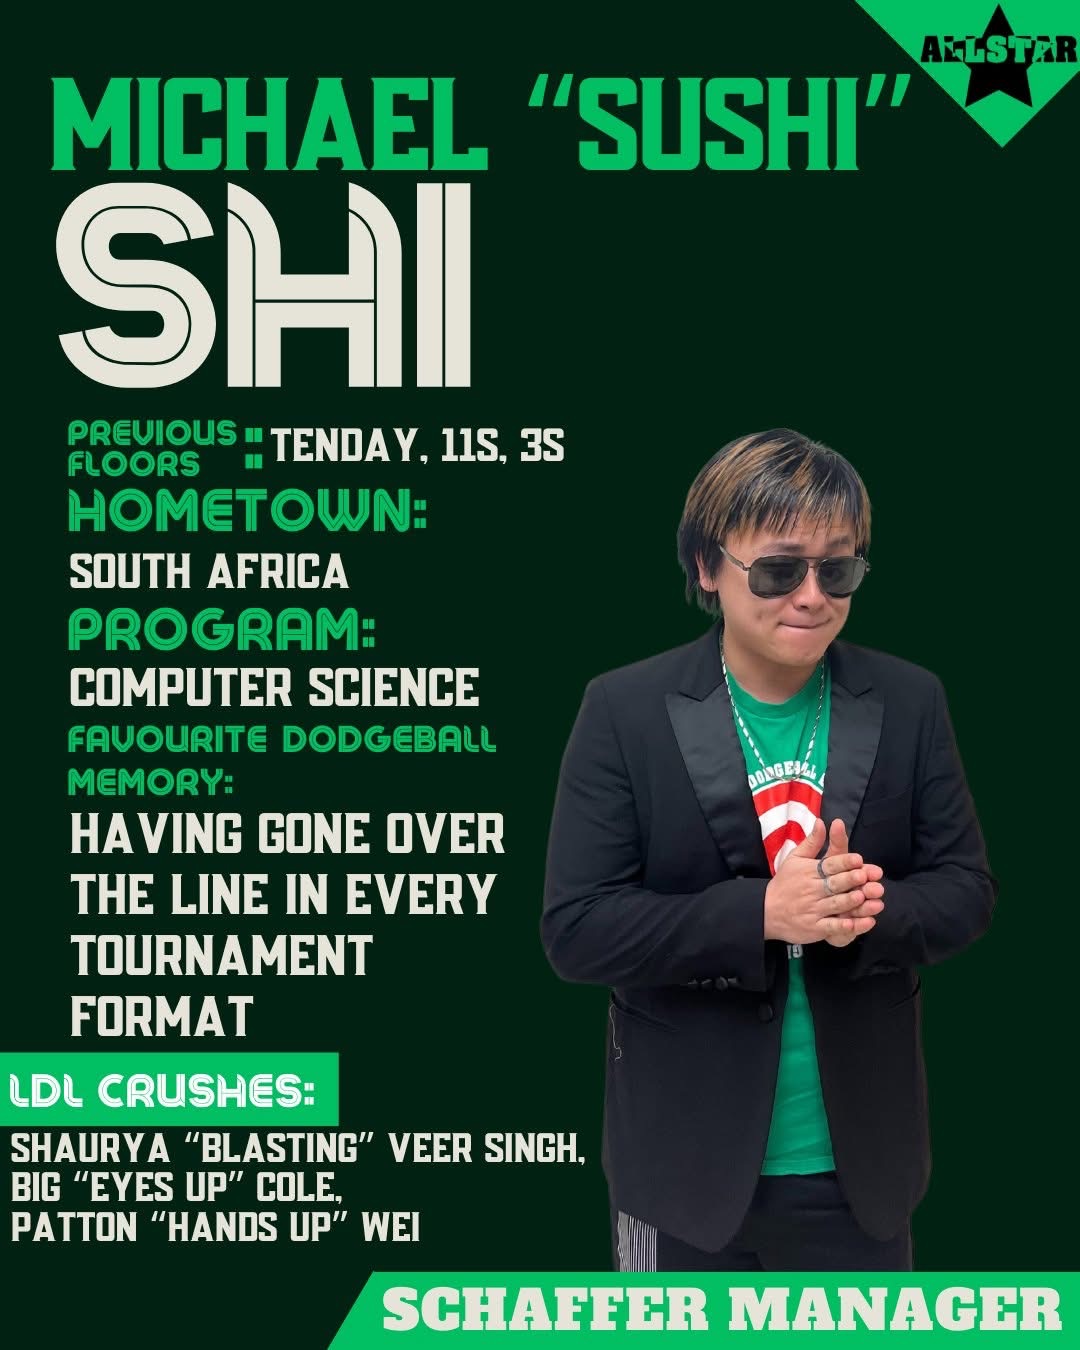 ALLSTAR
MICHAEL “SUSHI”
SHI
PREVIOUS
FLOORS : TENDAY, 11S, 3S
HOMETOWN:
SOUTH AFRICA
PROGRAM:
COMPUTER SCIENCE
FAVOURITE DODGEBALL
MEMORY:
HAVING GONE OVER
THE LINE IN EVERY
TOURNAMENT
FORMAT
LDL CRUSHES:
SHAURYA “BLASTING” VEER SINGH,
BIG “EYES UP” COLE,
PATTON “HANDS UP” WEI
SCHAFFER MANAGER